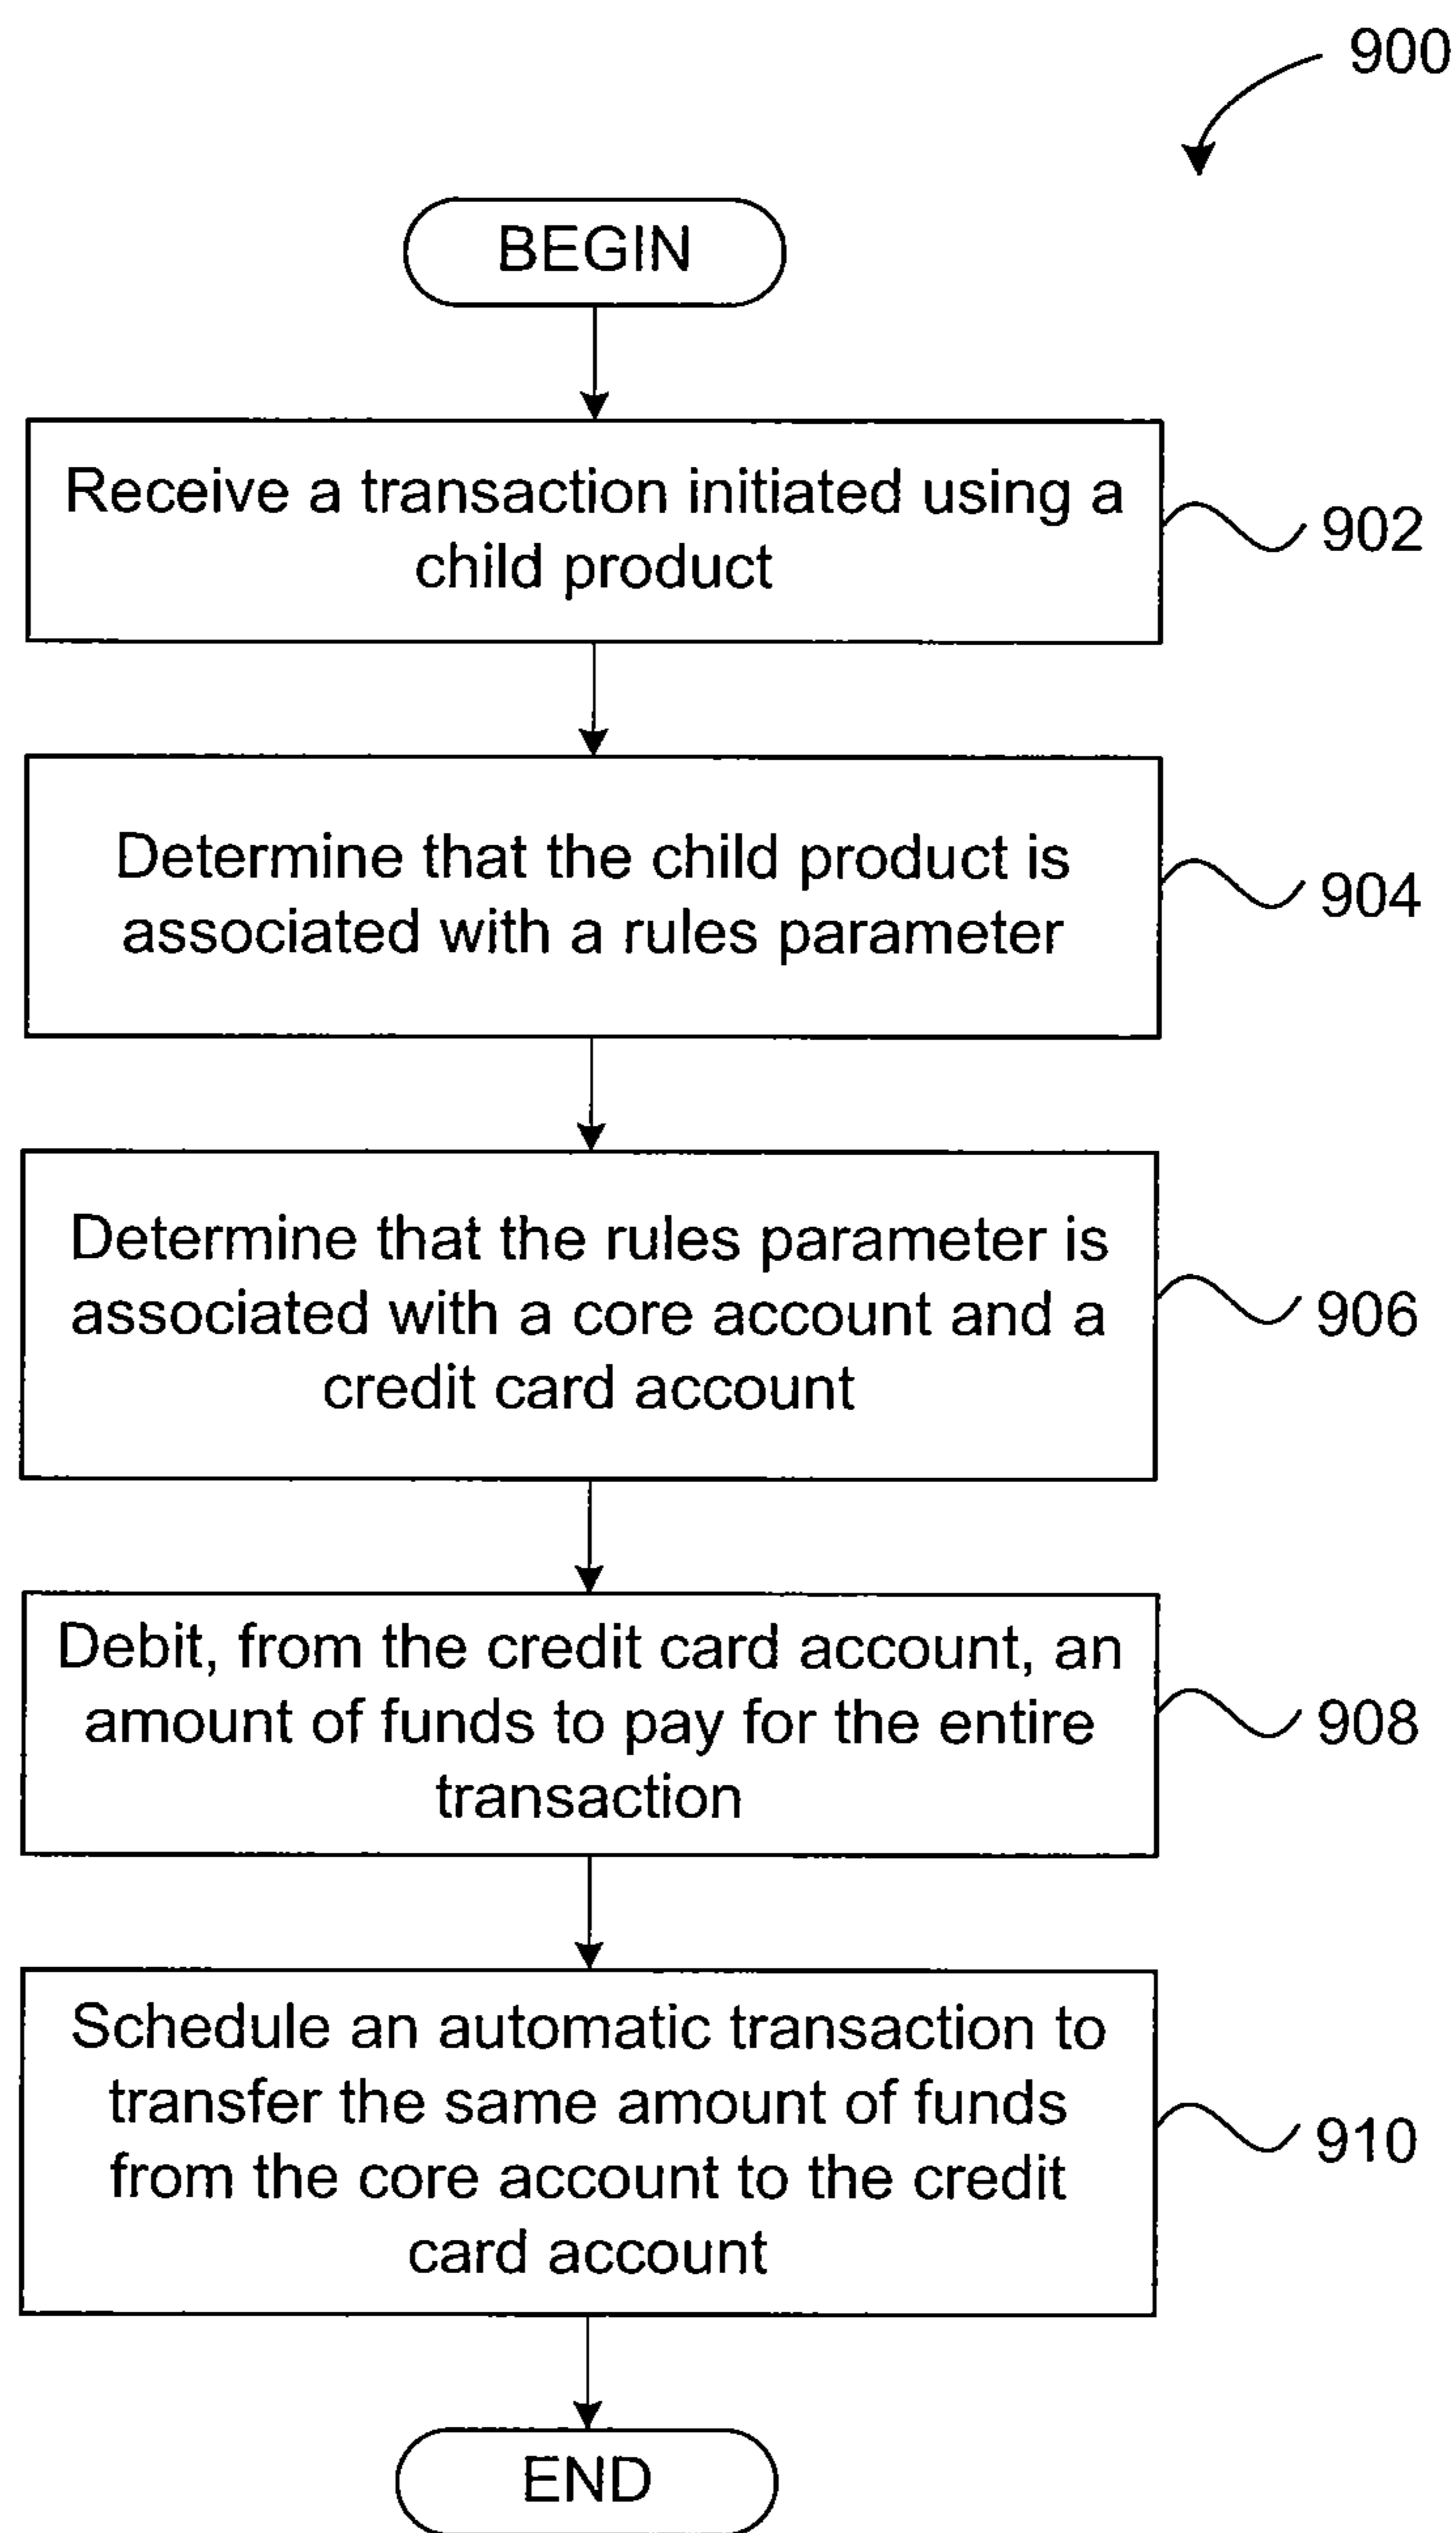 900
BEGIN
Receive a transaction initiated using a
child product
902
Determine that the child product is
associated with a rules parameter
904
Determine that the rules parameter is
associated with a core account and a
credit card account
906
Debit, from the credit card account, an
amount of funds to pay for the entire
transaction
908
Schedule an automatic transaction to
transfer the same amount of funds
from the core account to the credit
card account
910
END